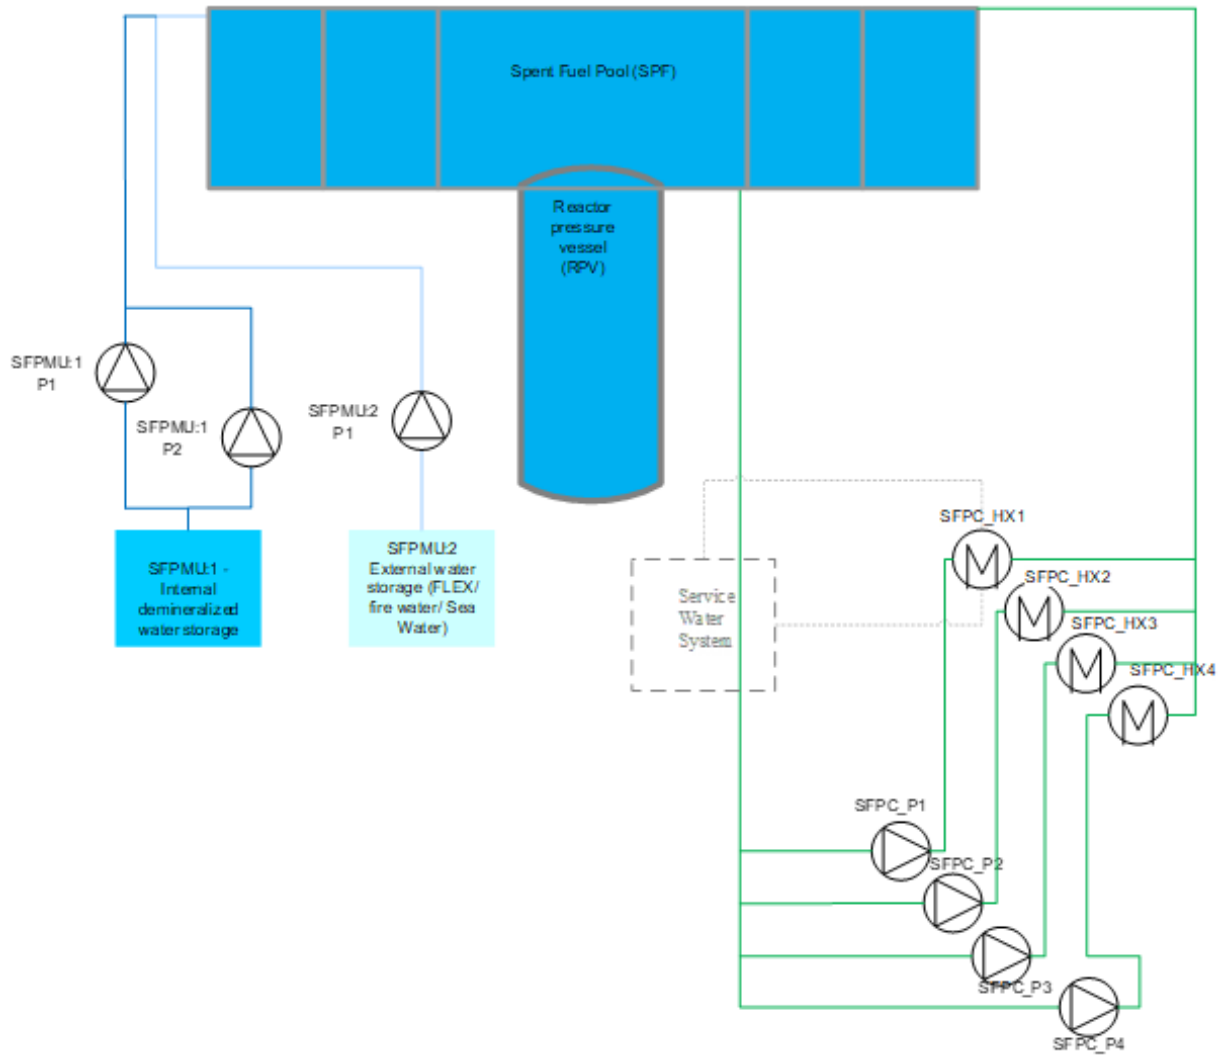 Spent Fuel Pool (SPF)
Reactor
pressure
vessel
(RPV)
SFPMU:1
P1
SFPMU:1
P2
SFPMU:2
P1
SFPMU:1 -
Internal
demineralized
water storage
SFPMU:2
External water
storage (FLEX/
fire water/ Sea
Water)
Service
Water
System
SFPC_HX1
SFPC_HX2
SFPC_HX3
SFPC_HX4
SFPC_P1
SFPC_P2
SFPC_P3
SFPC_P4